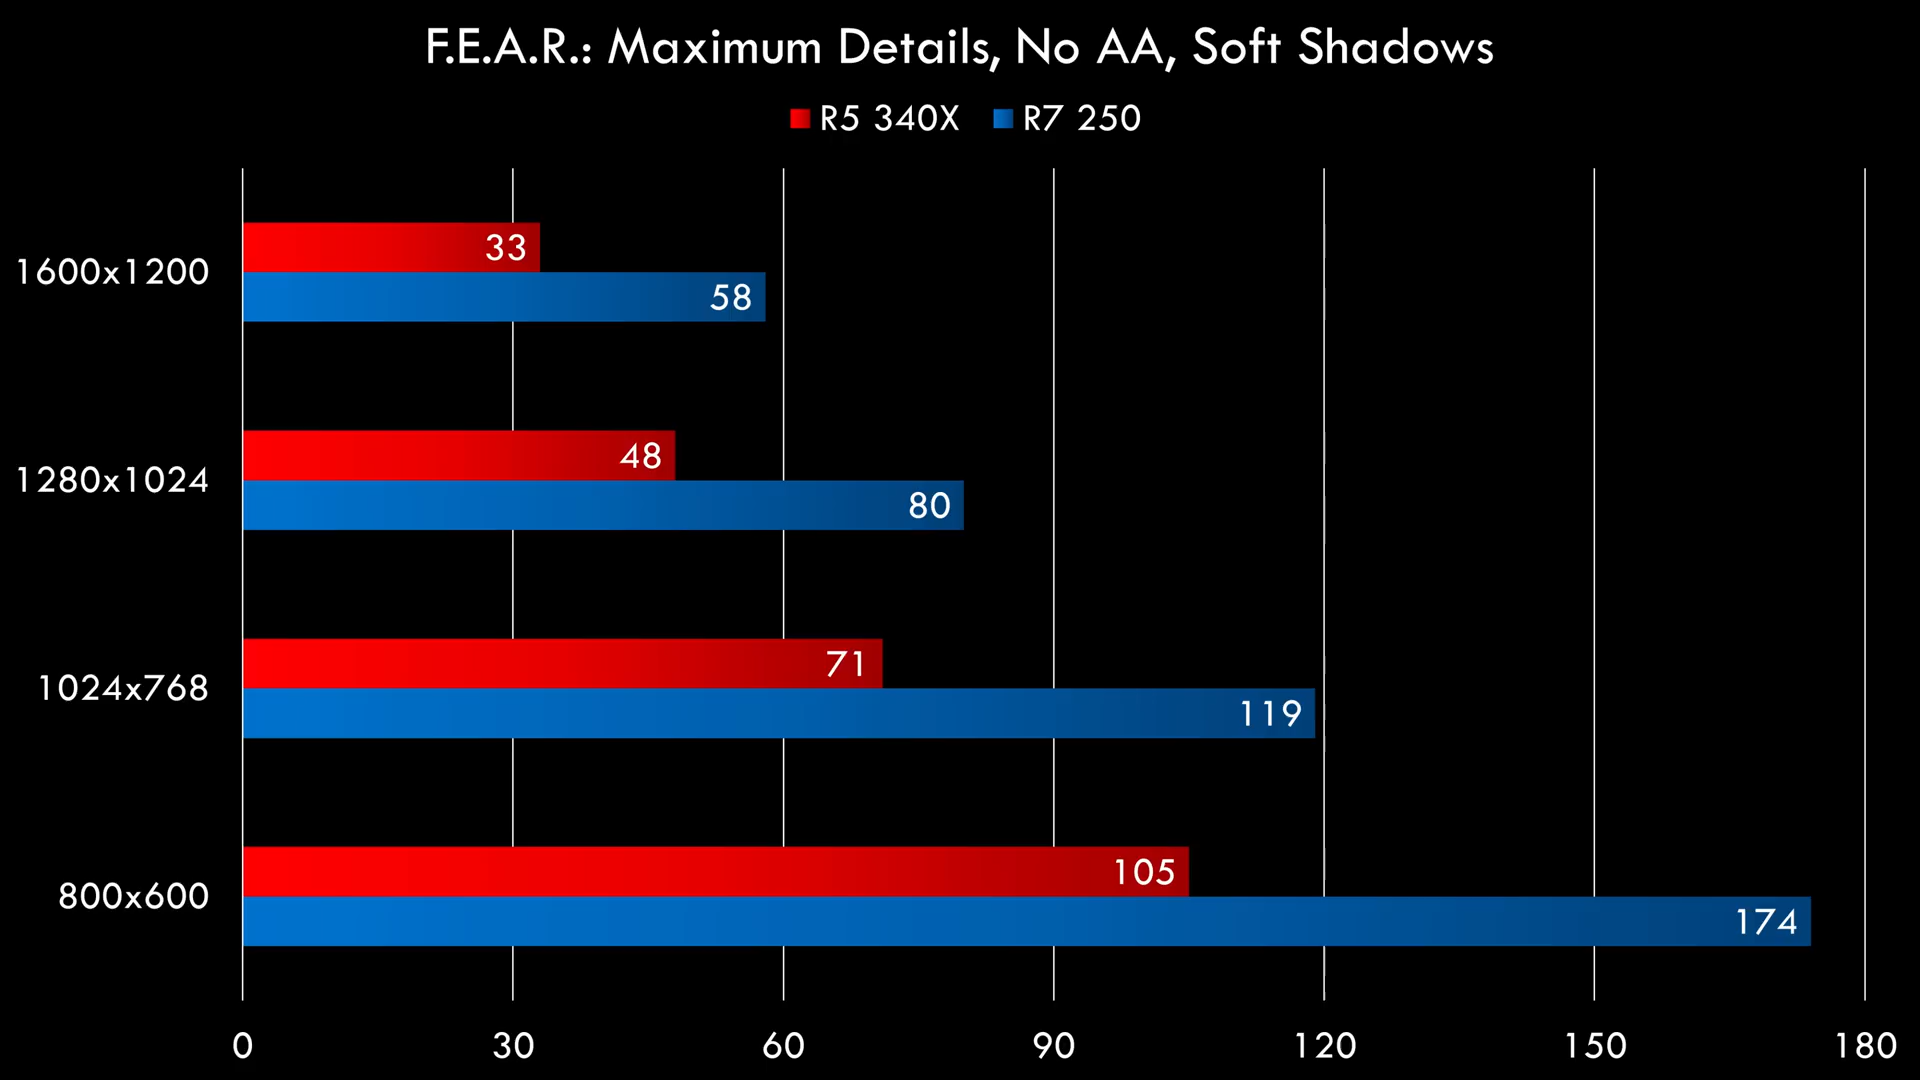 F.E.A.R.: Maximum Details, No AA, Soft Shadows
R5 340X R7 250
1600x1200
33
58
1280x1024
48
80
1024x768
71
119
800x600
105
174
0 30 60 90 120 150 180